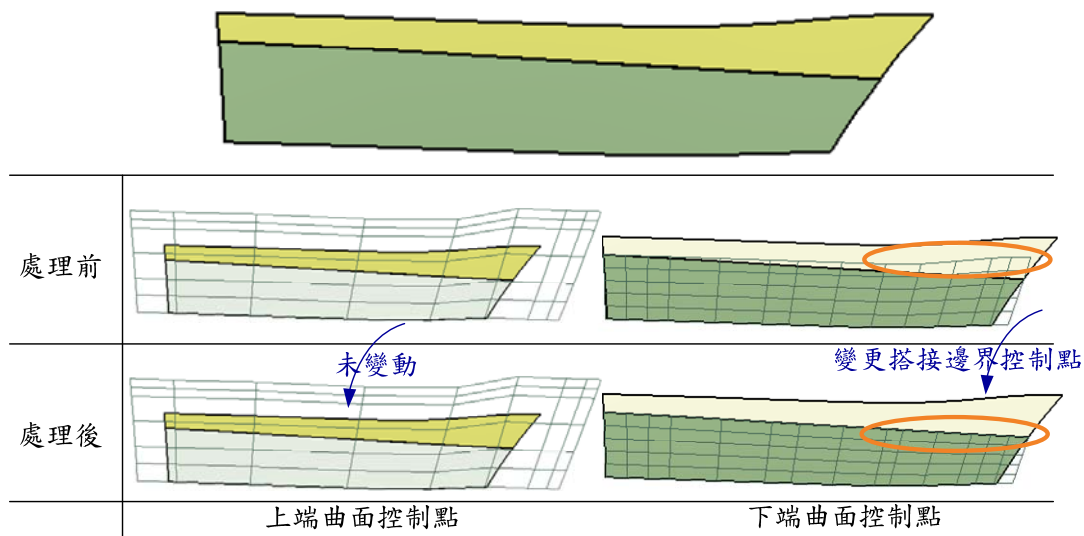 處理前
未變動
變更搭接邊界控制點
處理後
上端曲面控制點
下端曲面控制點